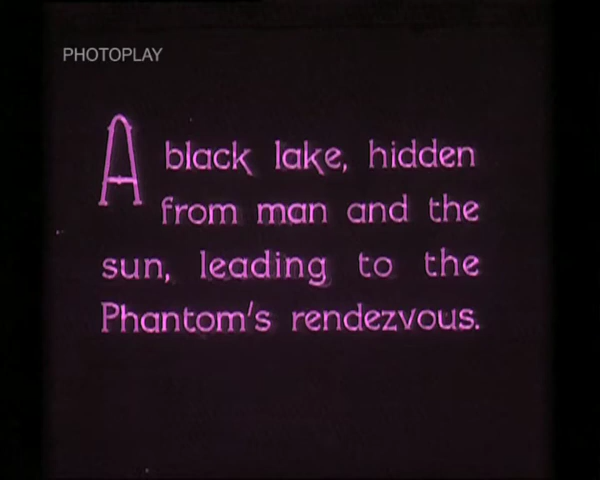 PHOTOPLAY
A black lake, hidden
from man and the
sun, leading to the
Phantom's rendezvous.